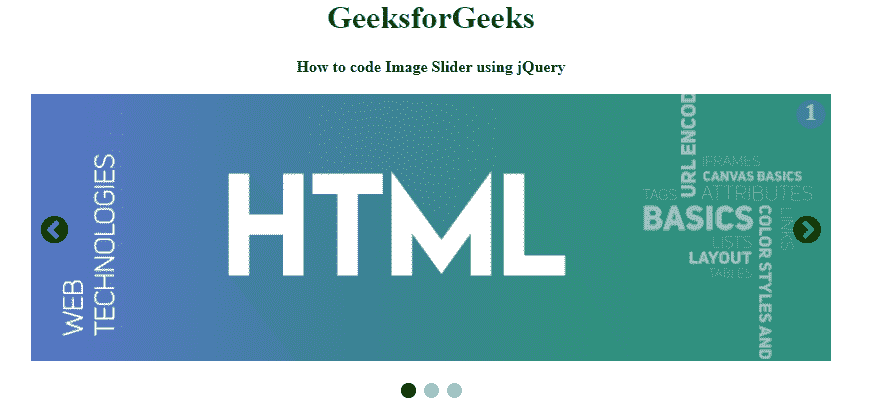 GeeksforGeeks
How to code Image Slider using jQuery
1
WEB
TECHNOLOGIES
HTML
URL ENCOD
IFRAMES
CANVAS BASICS
TAGS
ATTRIBUTES
BASICS
COLOR STYLES AND
LISTS
LAYOUT
TABLES